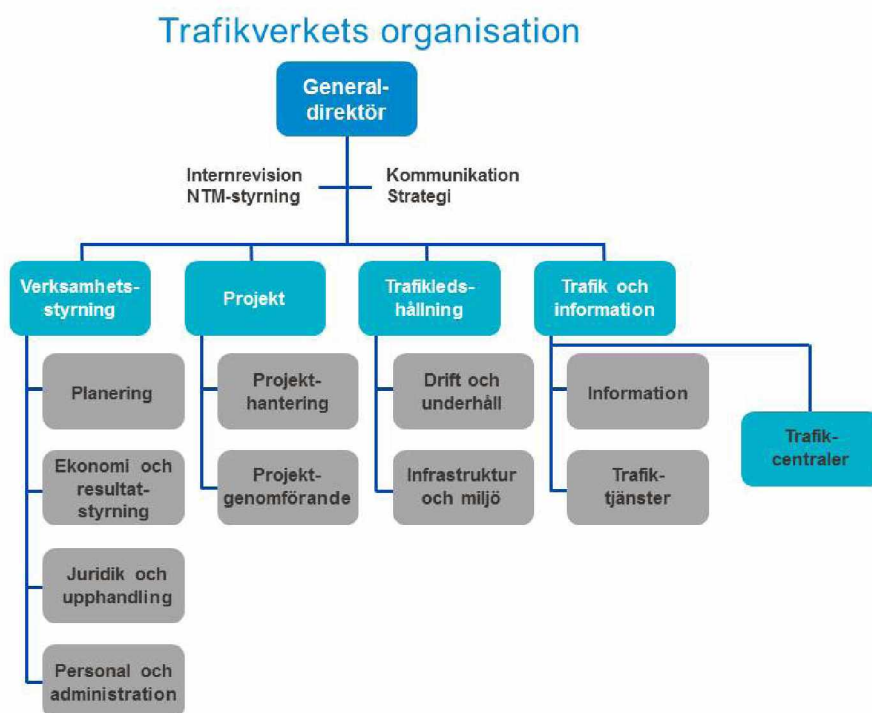 Trafikverkets organisation
General-
direktör
Internrevision
NTM-styrning
Kommunikation
Strategi
Verksamhets-
styrning
Projekt
Trafikleds-
hållning
Trafik och
information
Planering
Ekonomi och
resultat-
styrning
Juridik och
upphandling
Personal och
administration
Projekt-
hantering
Projekt-
genomförande
Drift och
underhåll
Infrastruktur
och miljö
Information
Trafik-
tjänster
Trafik-
centraler